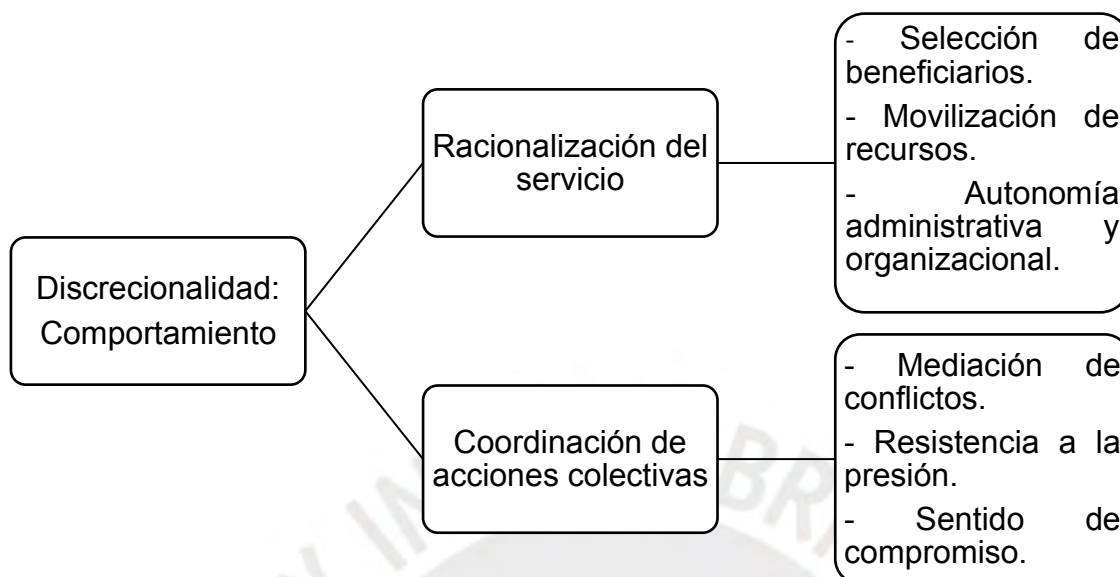 Discrecionalidad:
Comportamiento
Racionalización del
servicio
- Selección de
beneficiarios.
- Movilización de
recursos.
- Autonomía
administrativa y
organizacional.
Coordinación de
acciones colectivas
- Mediación de
conflictos.
- Resistencia a la
presión.
- Sentido de
compromiso.